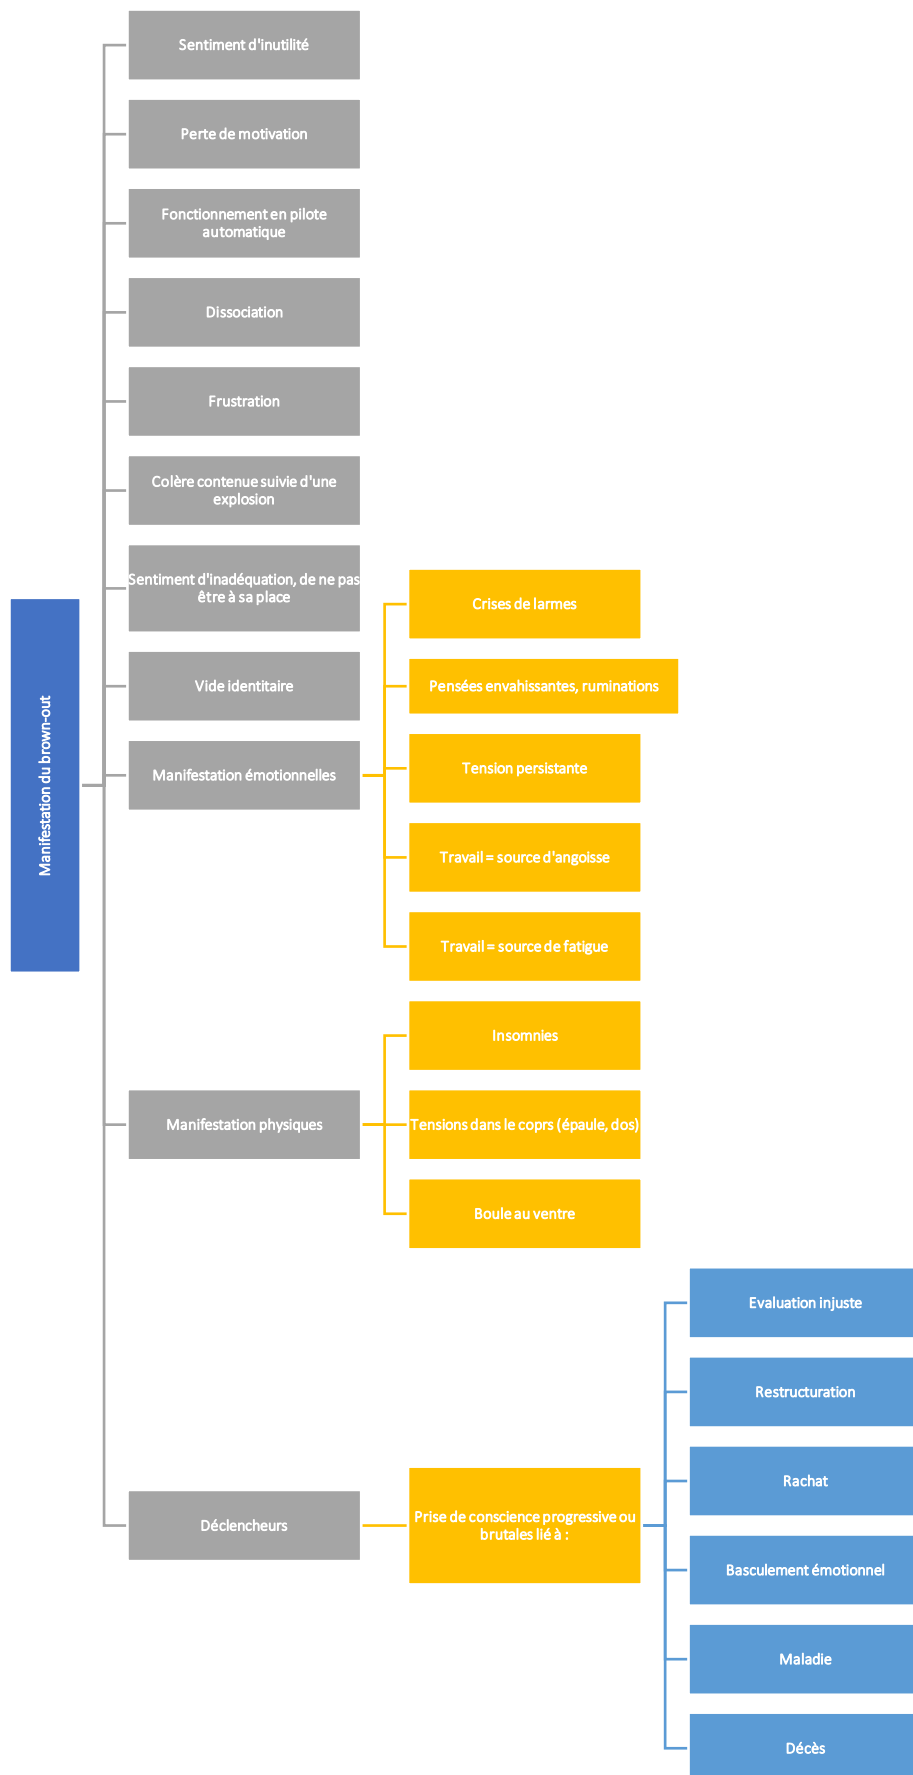 Sentiment d'inutilité
Perte de motivation
Fonctionnement en pilote
automatique
Dissociation
Frustration
Colère contenue suivie d'une
explosion
Sentiment d'inadéquation, de ne pas
être à sa place
Vide identitaire
Manifestation du brown-out
Manifestation émotionnelles
Crises de larmes
Pensées envahissantes, ruminations
Tension persistante
Travail = source d'angoisse
Travail = source de fatigue
Manifestation physiques
Insomnies
Tensions dans le coprs (épaule, dos)
Boule au ventre
Déclencheurs
Prise de conscience progressive ou
brutales lié à :
Evaluation injuste
Restructuration
Rachat
Basculement émotionnel
Maladie
Décès